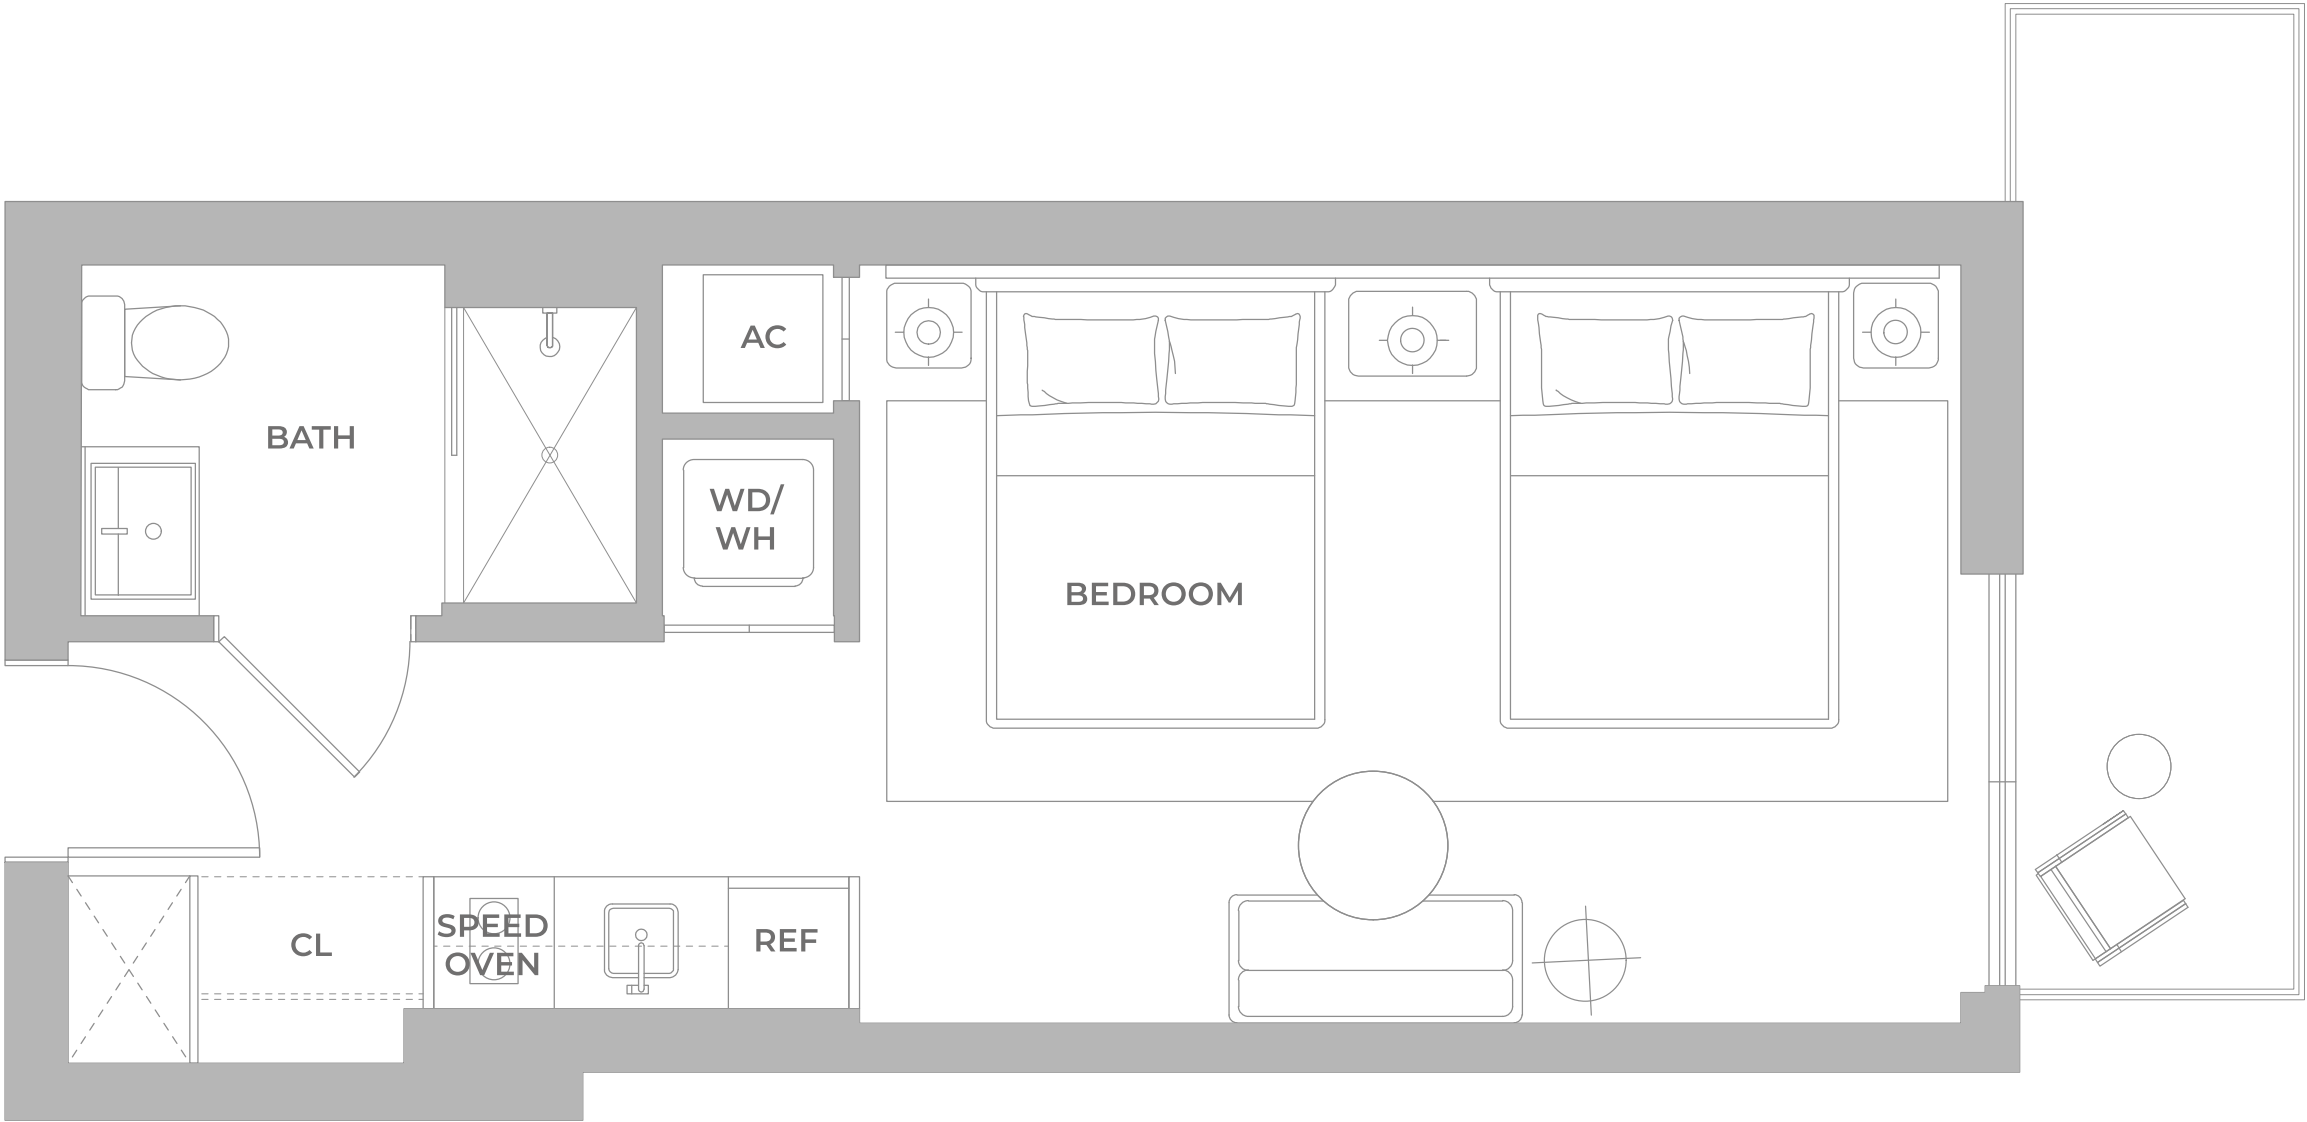 AC
BATH
WD/
WH
BEDROOM
SPEED
OVEN
CL
REF